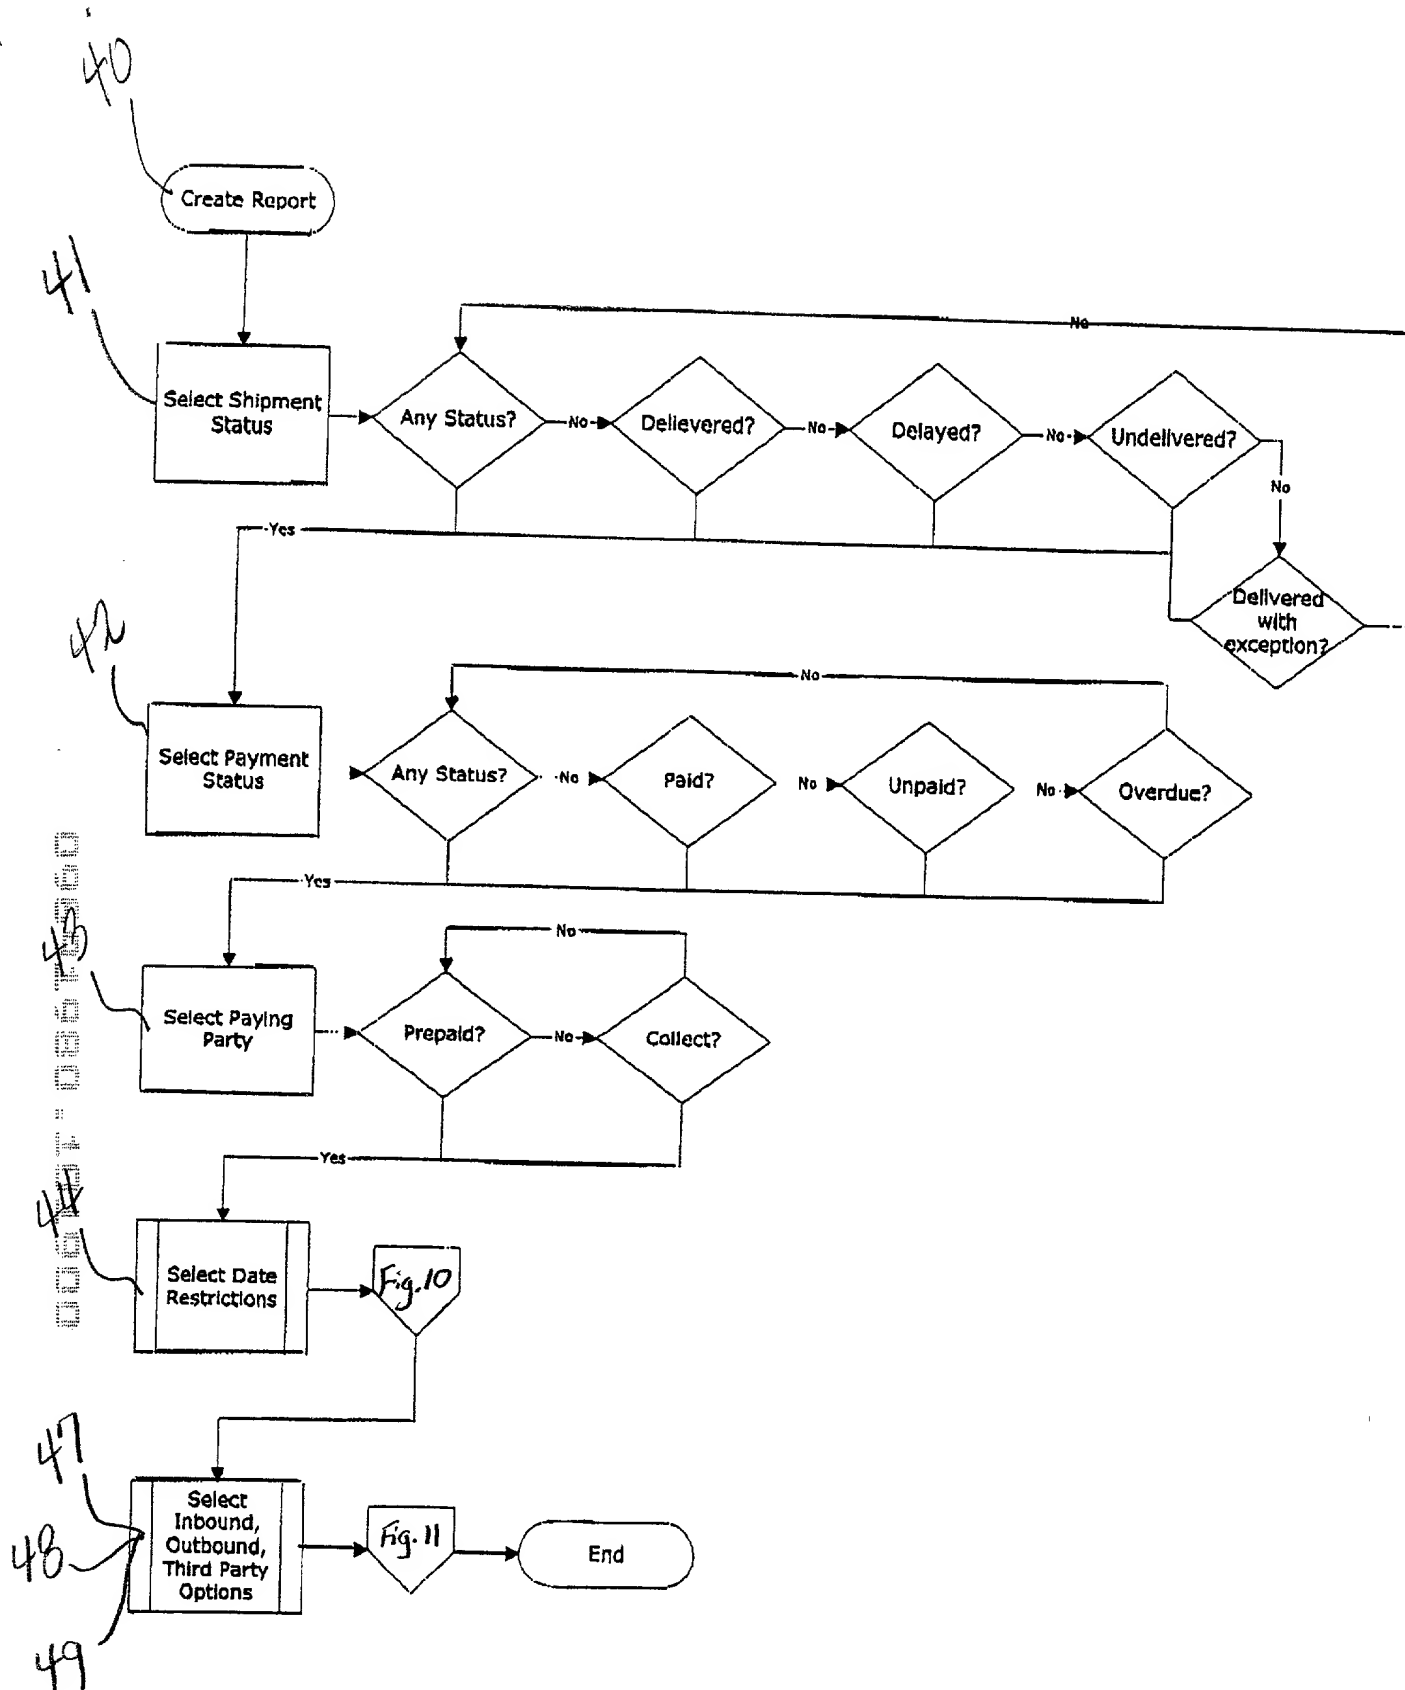 40
Create Report
41
No
Select Shipment
Status
Any Status?
No
Delievered?
No
Delayed?
No
Undelivered?
No
Yes
Delivered
with
exception?
42
No
Select Payment
Status
Any Status?
No
Paid?
No
Unpaid?
No
Overdue?
Yes
43
No
Select Paying
Party
Prepaid?
No
Collect?
Yes
44
Select Date
Restrictions
Fig.10
47
48
49
Select
Inbound,
Outbound,
Third Party
Options
Fig.11
End